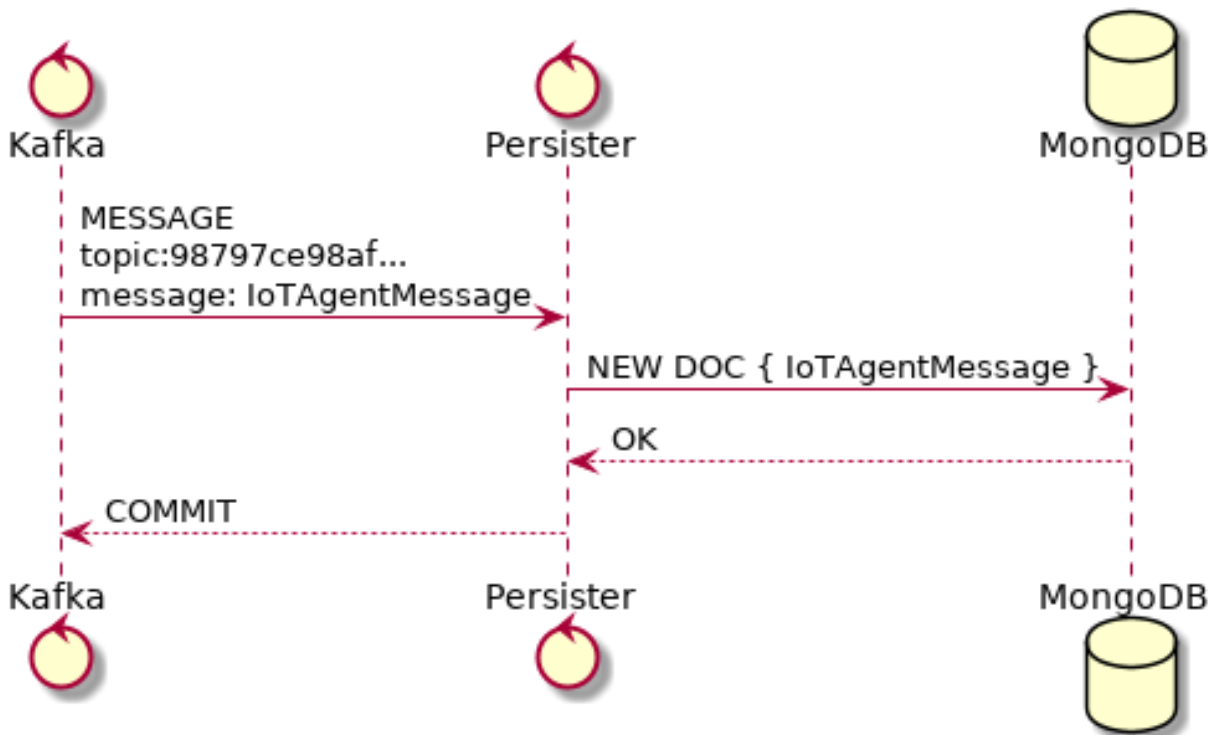 Kafka
Persister
MongoDB
MESSAGE
topic:98797ce98af...
message: IoTAgentMessage
NEW DOC { IoTAgentMessage }
OK
COMMIT
Kafka
Persister
MongoDB